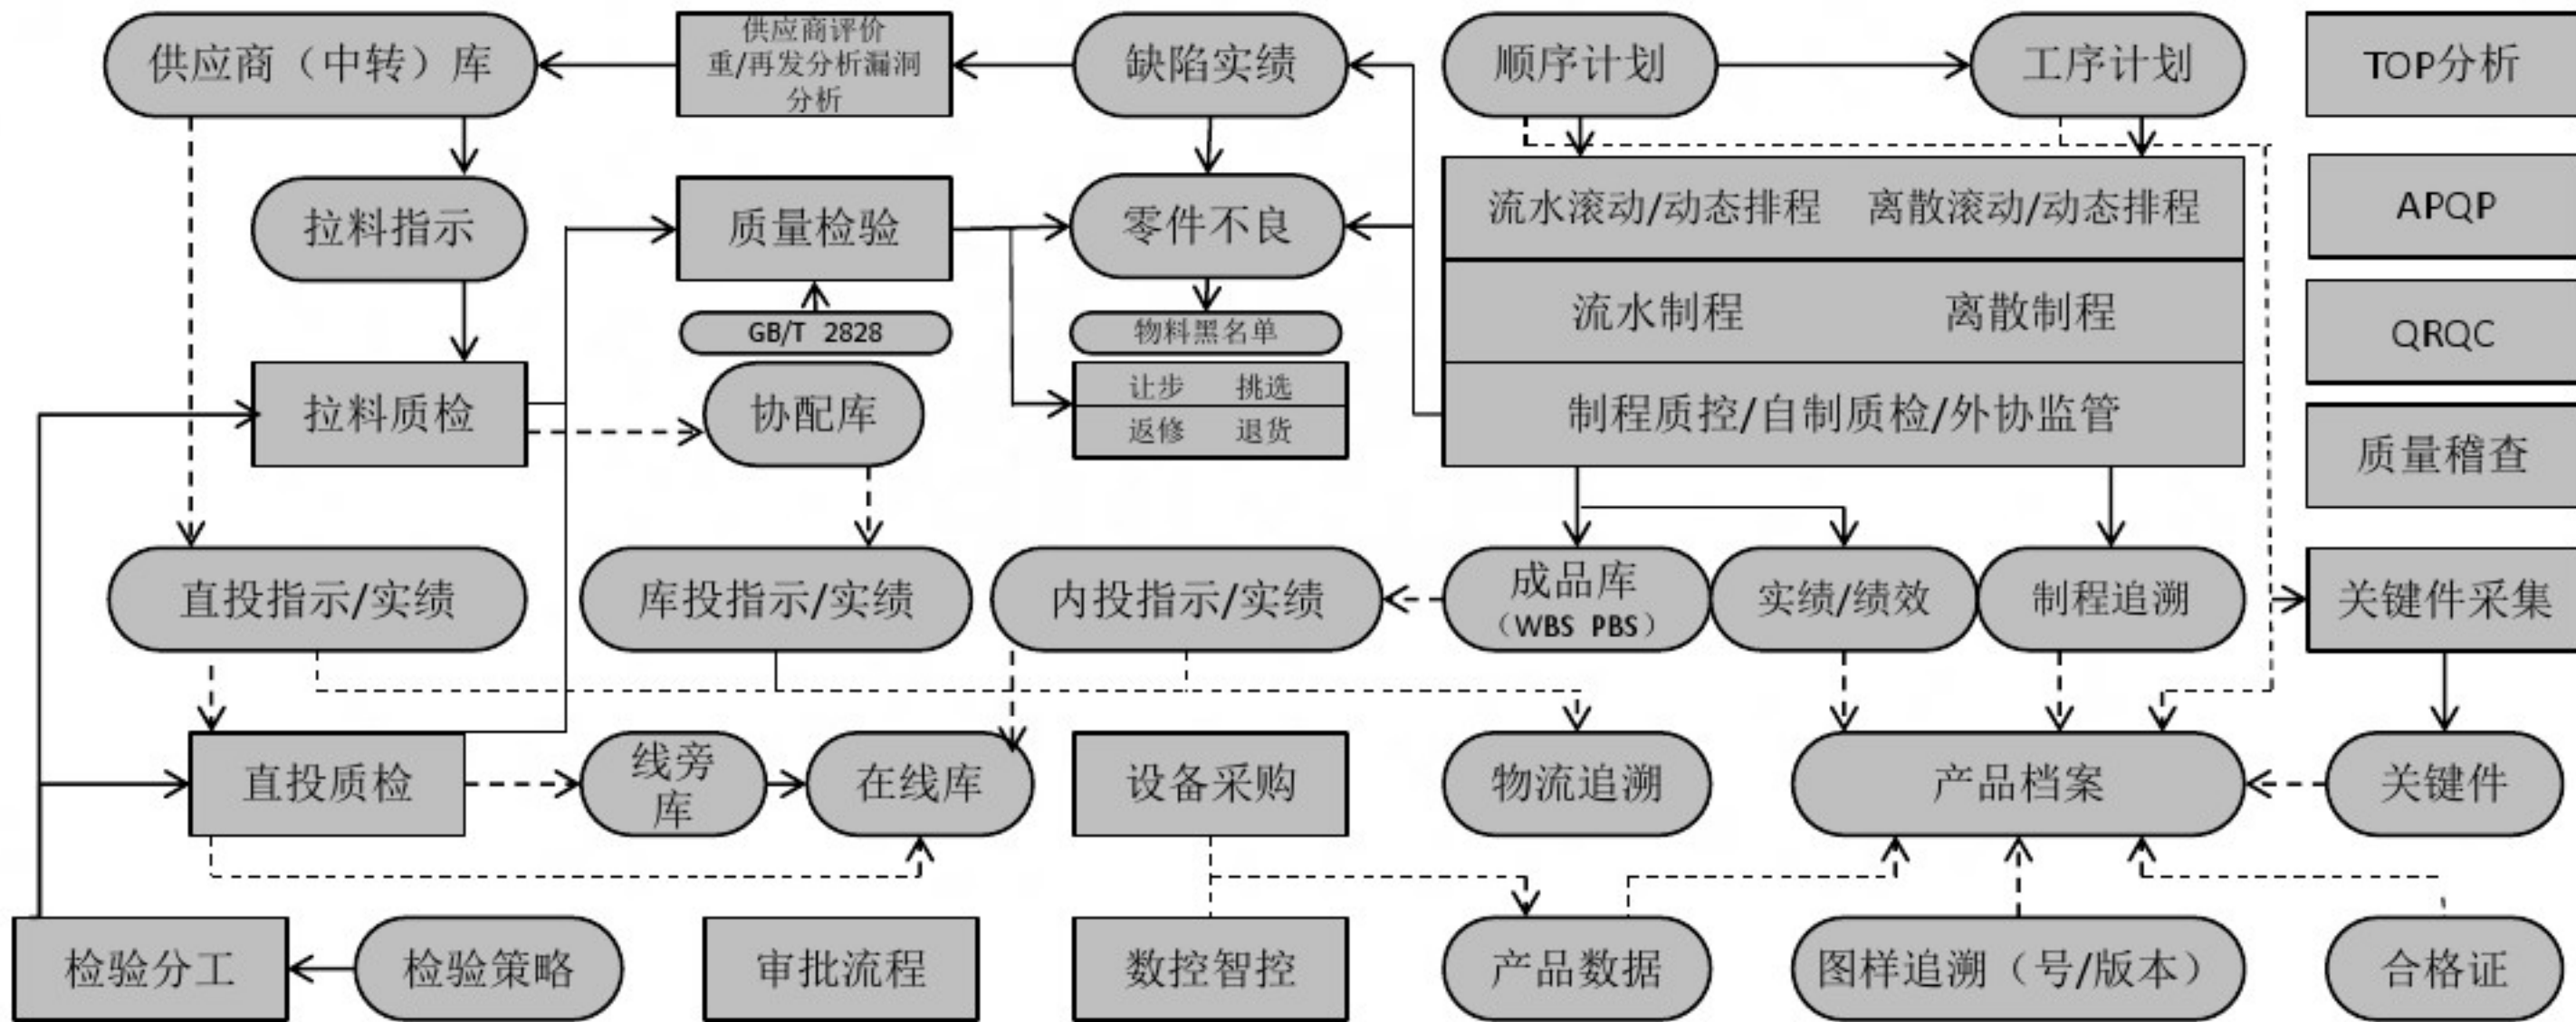 供应商（中转）库
供应商评价
重/再发分析漏洞
分析
缺陷实绩
顺序计划
工序计划
TOP分析
拉料指示
质量检验
零件不良
流水滚动/动态排程 离散滚动/动态排程
APQP
GB/T 2828
物料黑名单
流水制程 离散制程
QRQC
拉料质检
协配库
让步 挑选
返修 退货
制程质控/自制质检/外协监管
质量稽查
直投指示/实绩
库投指示/实绩
内投指示/实绩
成品库
（WBS PBS）
实绩/绩效
制程追溯
关键件采集
直投质检
线旁
库
在线库
设备采购
物流追溯
产品档案
关键件
检验分工
检验策略
审批流程
数控智控
产品数据
图样追溯（号/版本）
合格证